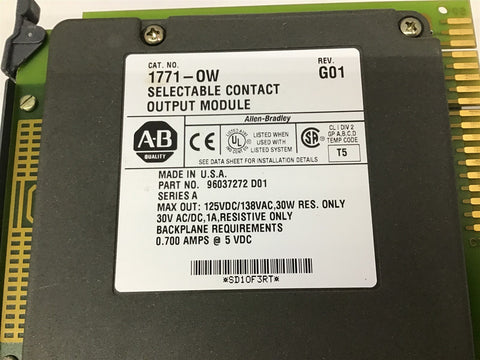 CAT. NO.
1771-OW
REV.
G01
SELECTABLE CONTACT
OUTPUT MODULE
Allen-Bradley
A-B
QUALITY
CE
UL
LISTED WHEN
USED WITH
LISTED SYSTEM
SA
CL I DIV 2
GP A,B,C,D
TEMP CODE
T5
SEE DATA SHEET FOR INSTALLATION DETAILS
MADE IN U.S.A.
PART NO. 96037272 D01
SERIES A
MAX OUT: 125VDC/138VAC,30W RES. ONLY
30V AC/DC,1A,RESISTIVE ONLY
BACKPLANE REQUIREMENTS
0.700 AMPS @ 5 VDC
*SD1OF3RT*